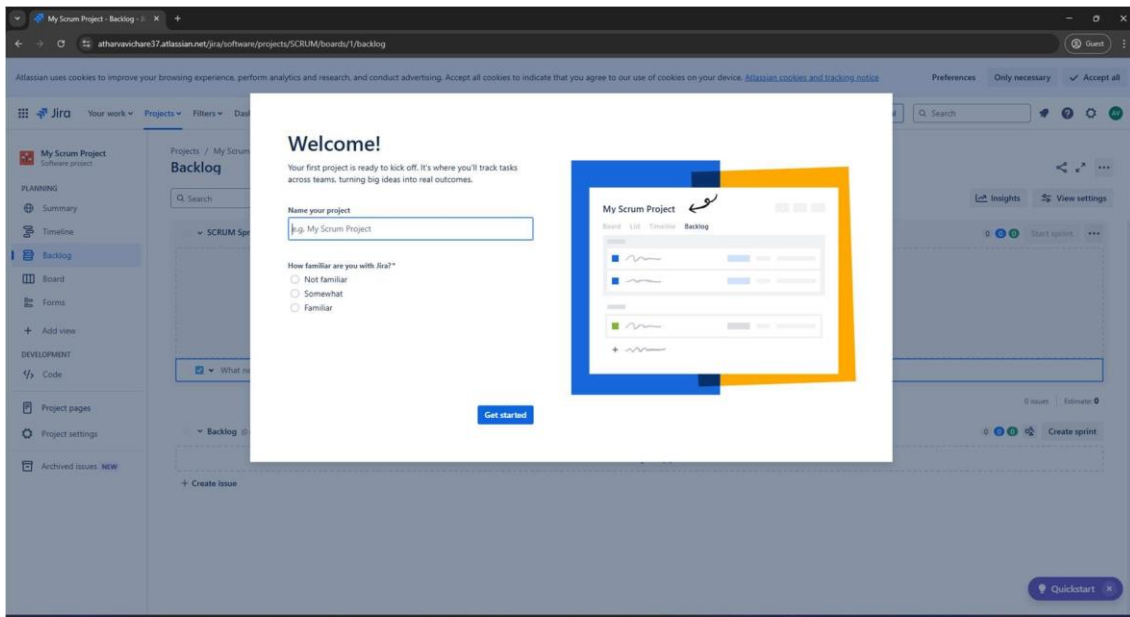 My Scrum Project - Backlog - Ji
atharvavichare37.atlassian.net/jira/software/projects/SCRUM/boards/1/backlog
Guest
Atlassian uses cookies to improve your browsing experience, perform analytics and research, and conduct advertising. Accept all cookies to indicate that you agree to our use of cookies on your device. Atlassian cookies and tracking notice
Preferences
Only necessary
Accept all
Jira
Your work
Projects
Filters
Search
AV
My Scrum Project
Software project
PLANNING
Summary
Timeline
Backlog
Board
Forms
Add view
DEVELOPMENT
Code
Project pages
Project settings
Archived issues NEW
Projects / My Scrum
Backlog
Search
Insights
View settings
SCRUM
0 0 0 Start sprint
What
0 issues Estimate: 0
Backlog
0 0 0 Create sprint
+ Create issue
Welcome!
Your first project is ready to kick off. It's where you'll track tasks
across teams, turning big ideas into real outcomes.
Name your project
e.g. My Scrum Project
How familiar are you with Jira?*
Not familiar
Somewhat
Familiar
Get started
My Scrum Project
Board List Timeline Backlog
Quickstart